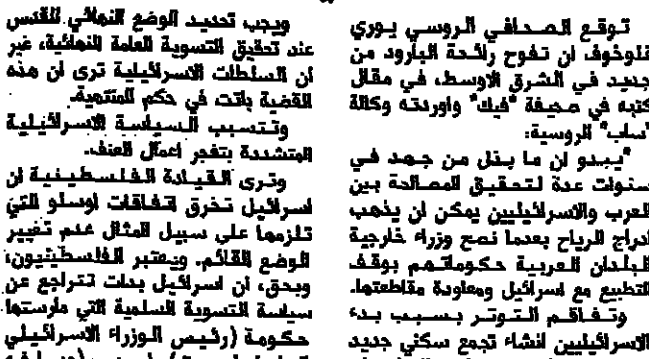 توقع الصحافي الروسي يوري
غلوخوف ان تفوح رائحة البارود من
جديد في الشرق الاوسط، في مقال
كتبه في صحيفة "فيك" واوردته وكالة
الروسية:
"يبدو ان ما بذل من جهد في
سنوات عدة لتحقيق المصالحة بين
العرب والاسرائيليين يمكن ان يذهب
ادراج الرياح بعدما نصح وزراء خارجية
البلدان العربية حكوماتهم بوقف
التطبيع مع اسرائيل ومعاودة مقاطعتها.
وتفاقم التوتر بسبب بدء
الاسرائيليين انشاء تجمع سكني جديد
ويجب تحديد الوضع النهائي للقدس
عند تحقيق التسوية العامة النهائية، غير
ان السلطات الاسرائيلية ترى ان هذه
القضية باتت في حكم المنتهية.
وتتسبب السياسة الاسرائيلية
المتشددة بتفجر اعمال العنف.
وترى القيادة الفلسطينية ان
اسرائيل تخرق اتفاقات اوسلو التي
تلزمها على سبيل المثال عدم تغيير
الوضع القائم. ويعتبر الفلسطينيون،
وبحق، ان اسرائيل بدات تتراجع عن
سياسة التسوية السلمية التي مارستها
حكومة (رئيس الوزراء الاسرائيلي